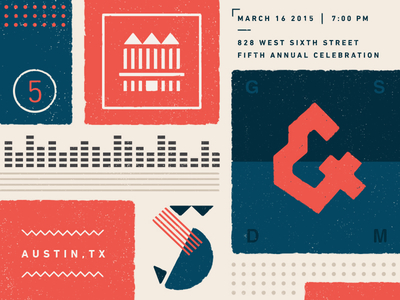 MARCH 16 2015 | 7:00 PM
828 WEST SIXTH STREET
FIFTH ANNUAL CELEBRATION
5
G S
&
D M
AUSTIN, TX